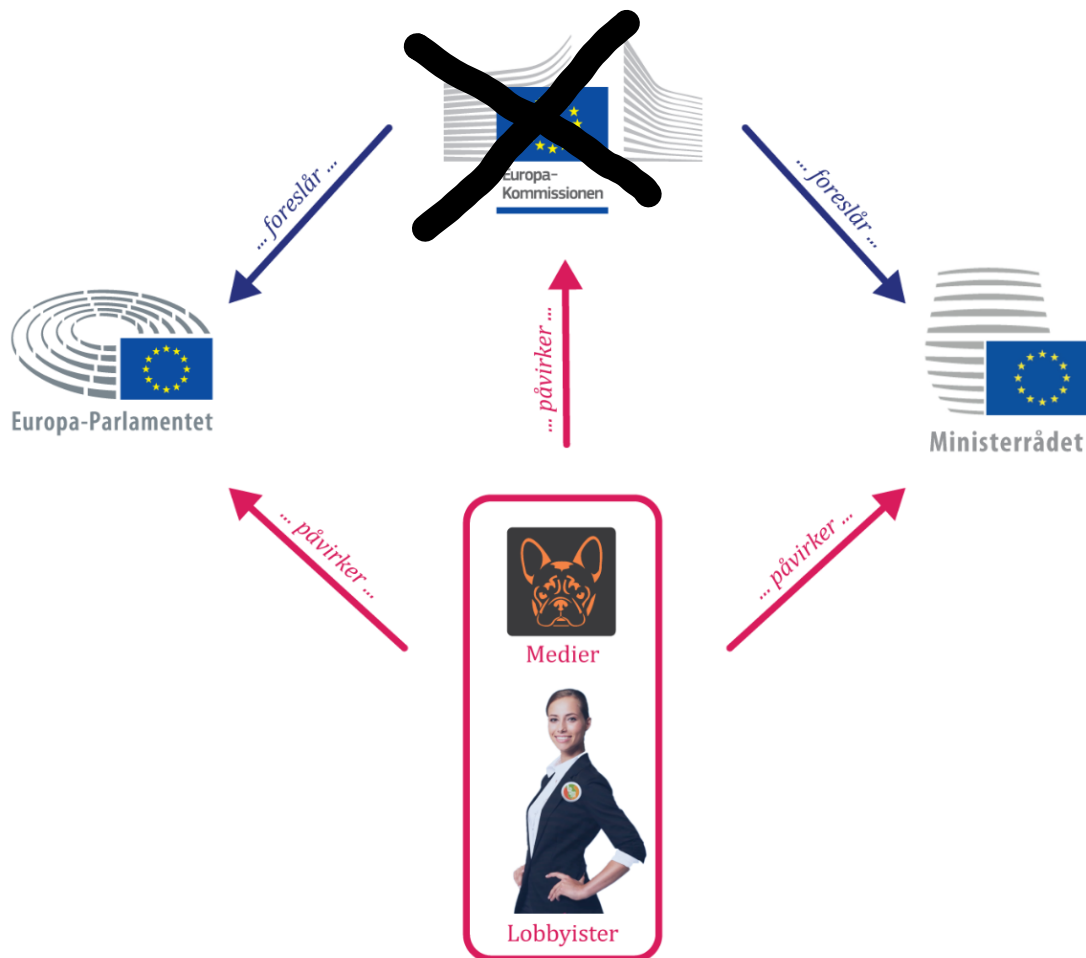 Europa-
Kommissionen
... foreslår ...
... foreslår ...
... påvirker ...
Europa-Parlamentet
Ministerrådet
... påvirker ...
... påvirker ...
Medier
Lobbyister